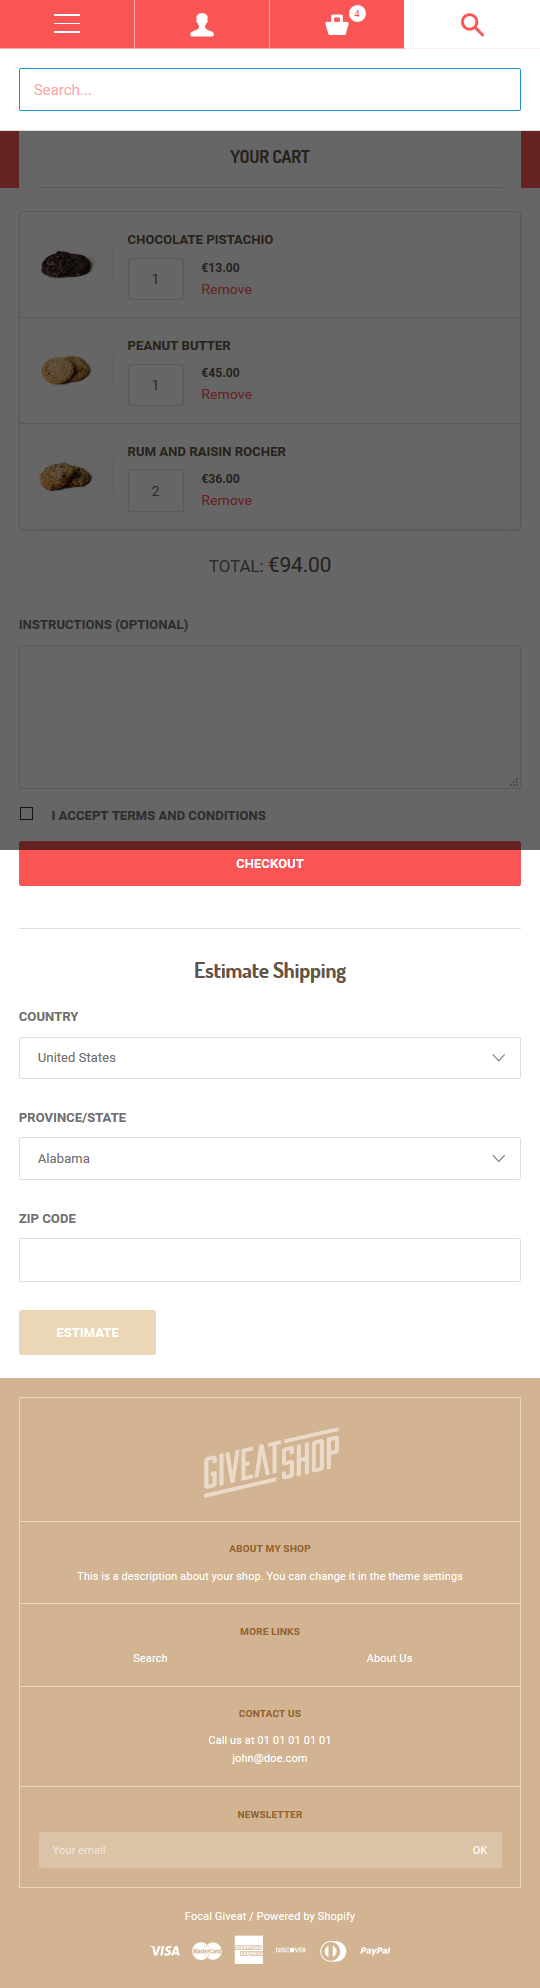 4
Search...
YOUR CART
CHOCOLATE PISTACHIO
1
€13.00
Remove
PEANUT BUTTER
1
€45.00
Remove
RUM AND RAISIN ROCHER
2
€36.00
Remove
TOTAL: €94.00
INSTRUCTIONS (OPTIONAL)
I ACCEPT TERMS AND CONDITIONS
CHECKOUT
Estimate Shipping
COUNTRY
United States
PROVINCE/STATE
Alabama
ZIP CODE
ESTIMATE
GIVEATSHOP
ABOUT MY SHOP
This is a description about your shop. You can change it in the theme settings
MORE LINKS
Search About Us
CONTACT US
Call us at 01 01 01 01 01
john@doe.com
NEWSLETTER
Your email OK
Focal Giveat / Powered by Shopify
VISA MasterCard DISCOVER PayPal